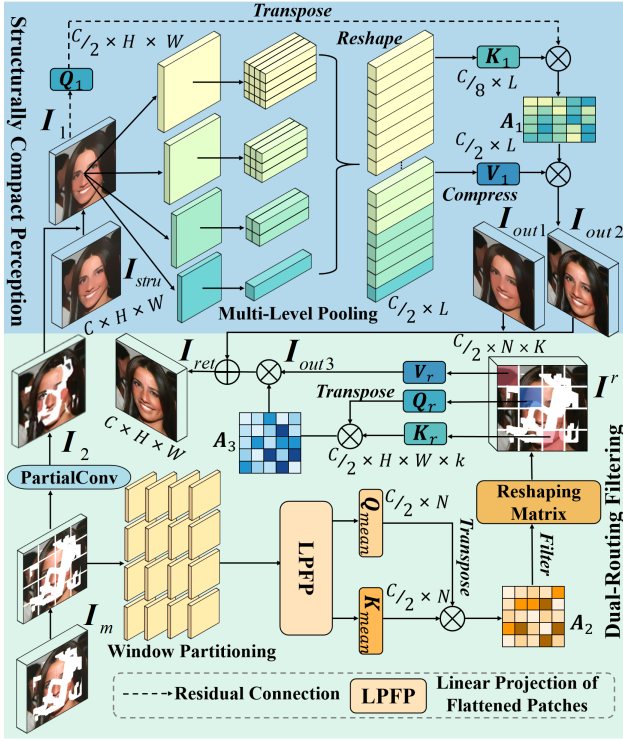 Transpose
C/2 × H × W
Reshape
Q1
K1
C/8 × L
I1
A1
Structurally Compact Perception
C/2 × L
V1
Compress
Iout1
Iout2
Istru
C × H × W
Multi-Level Pooling
C/2 × L
C/2 × N × K
Iret
Iout3
Vr
Ir
Transpose
Qr
Kr
C × H × W
A3
C/2 × H × W × k
I2
PartialConv
Reshaping
Matrix
Qmean
C/2 × N
LPFP
Transpose
Filter
Dual-Routing Filtering
Kmean
C/2 × N
A2
Im
Window Partitioning
Residual Connection
LPFP
Linear Projection of
Flattened Patches